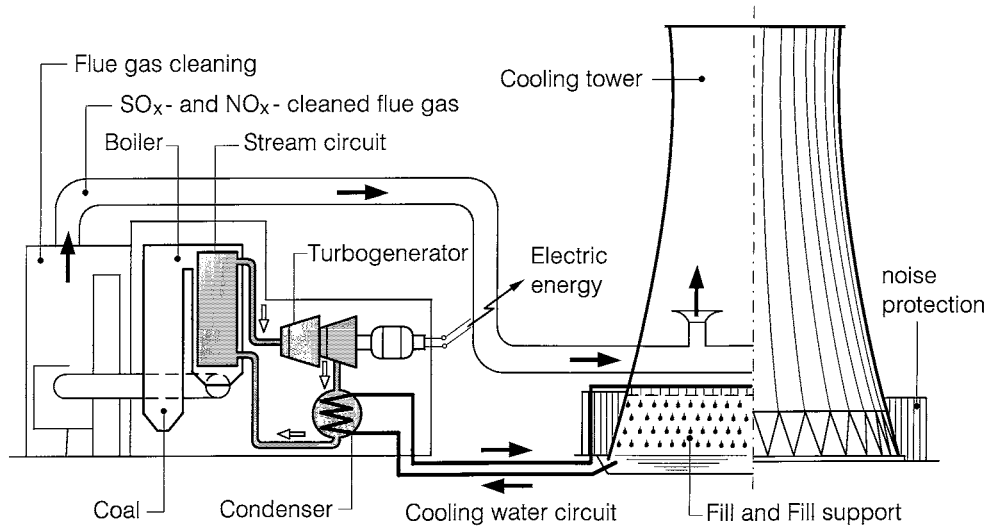 Flue gas cleaning
SOx- and NOx- cleaned flue gas
Boiler
Stream circuit
Cooling tower
Turbogenerator
Electric
energy
noise
protection
Coal
Condenser
Cooling water circuit
Fill and Fill support